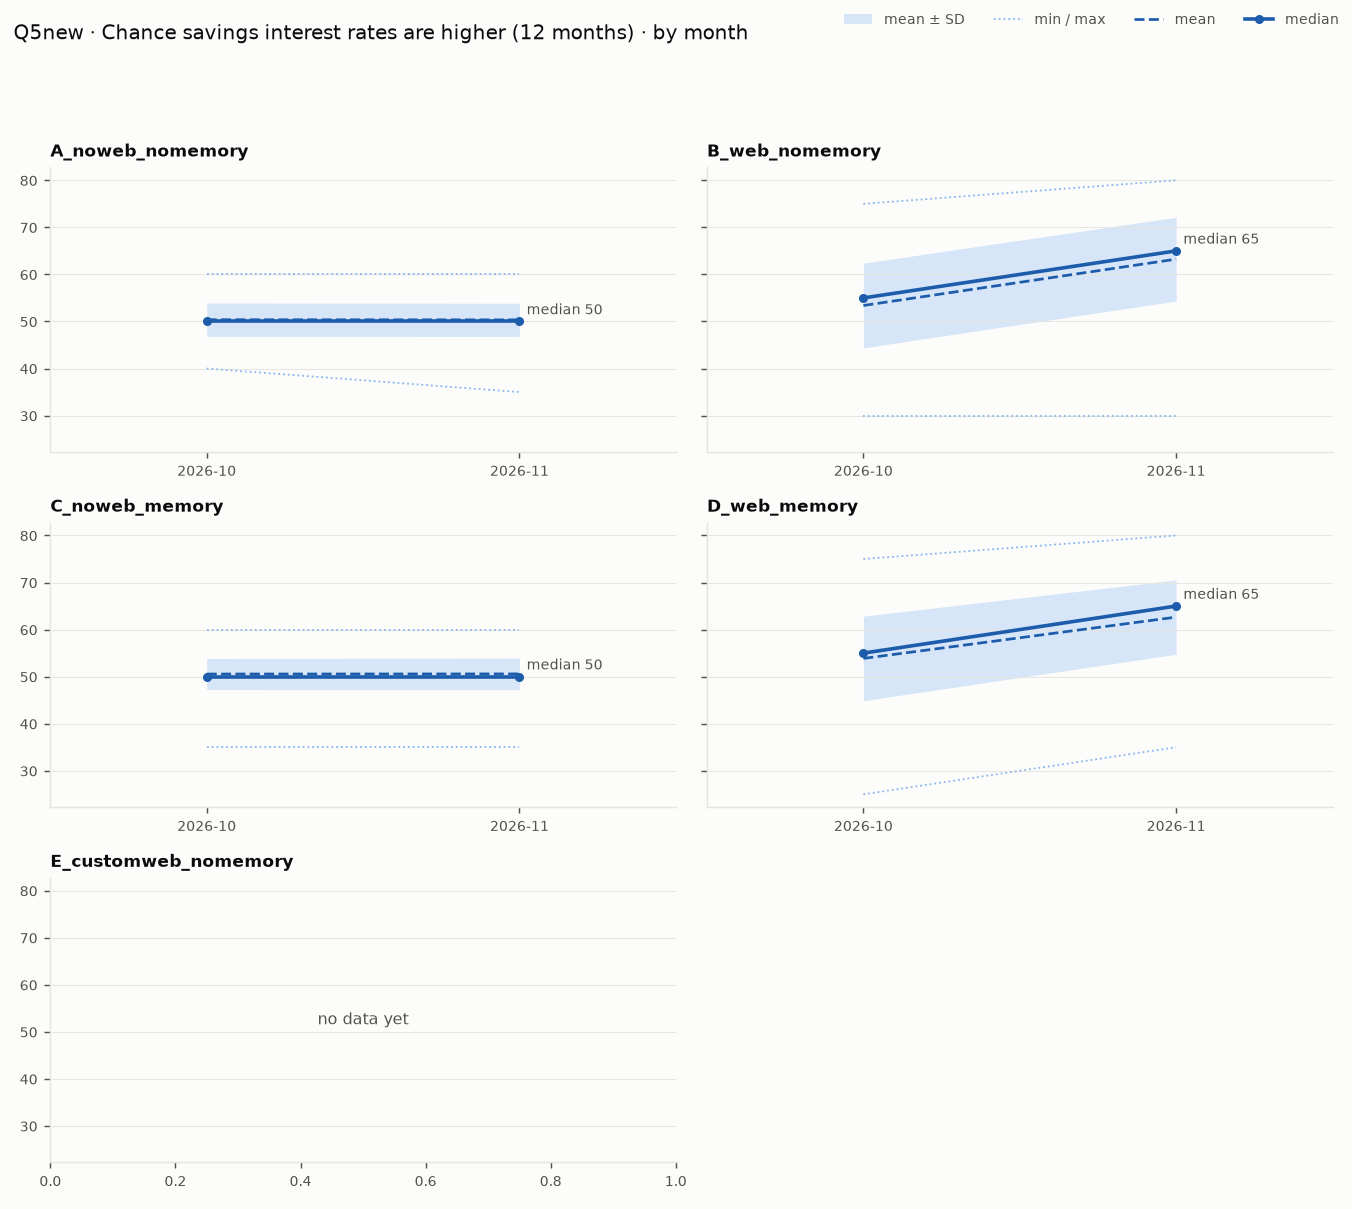 Q5new · Chance savings interest rates are higher (12 months) · by month
mean ± SD
min / max
mean
median
A_noweb_nomemory
80
70
60
50
40
30
median 50
2026-10
2026-11
B_web_nomemory
median 65
2026-10
2026-11
C_noweb_memory
80
70
60
50
40
30
median 50
2026-10
2026-11
D_web_memory
median 65
2026-10
2026-11
E_customweb_nomemory
80
70
60
50
40
30
no data yet
0.0
0.2
0.4
0.6
0.8
1.0